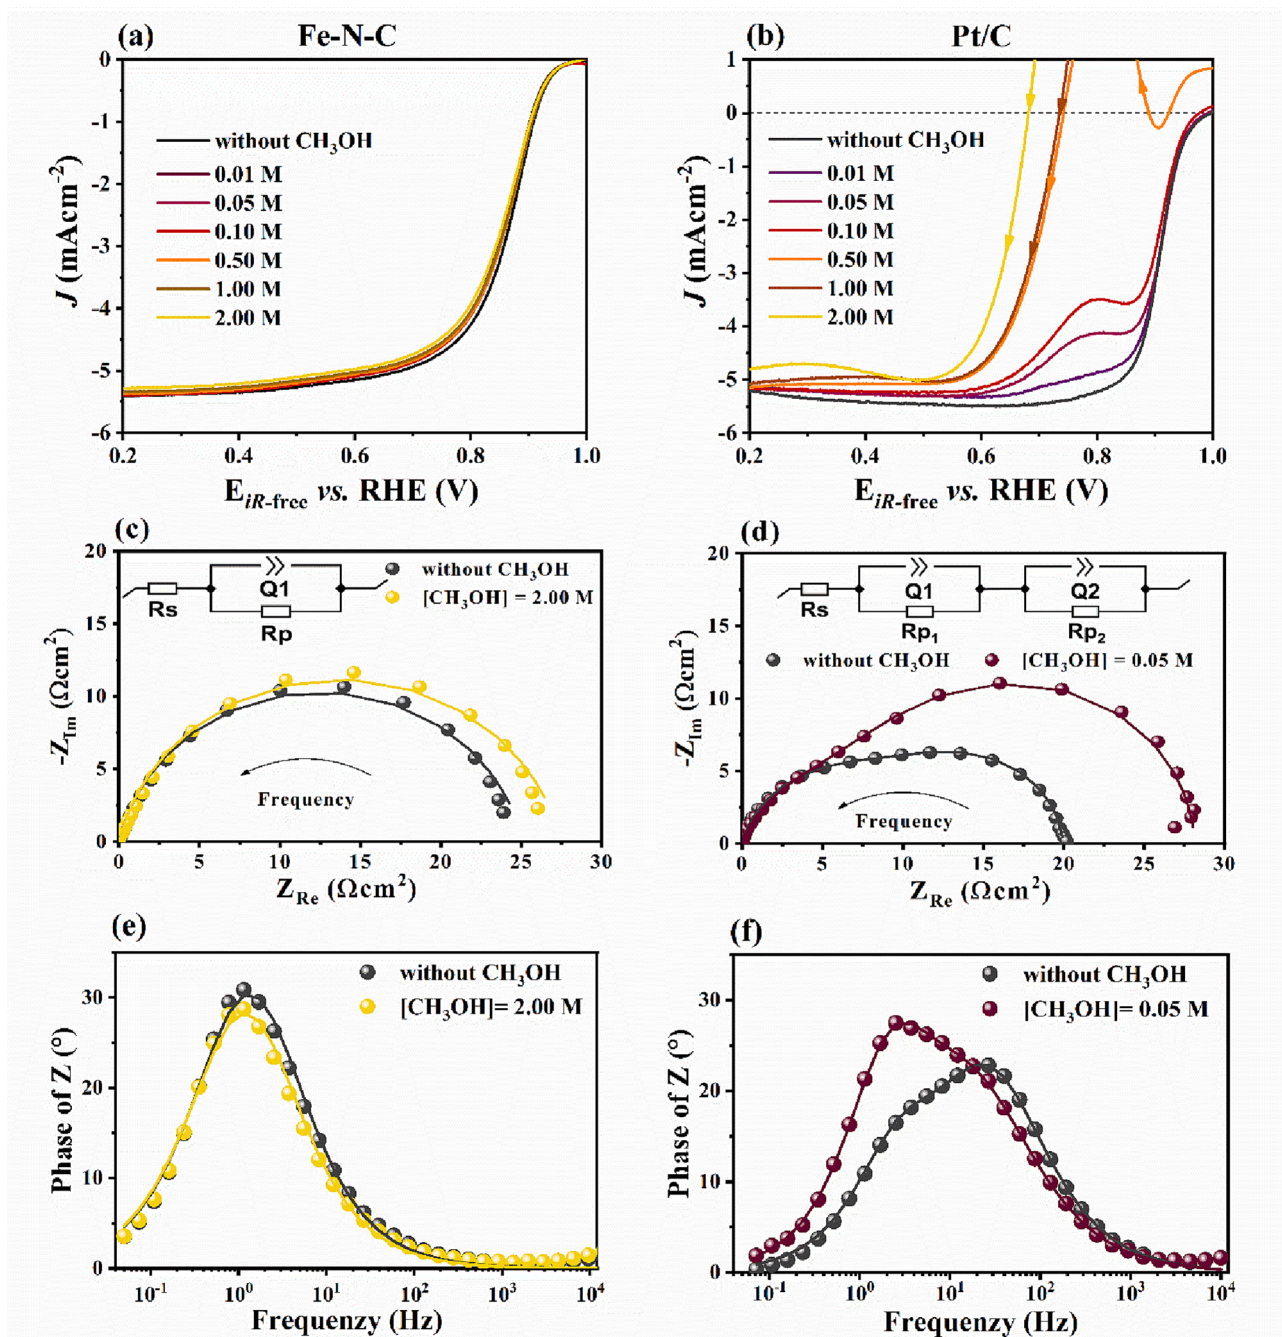 (a) Fe-N-C
0
-1
-2
-3
-4
-5
-6
J (mAcm-2)
without CH3OH
0.01 M
0.05 M
0.10 M
0.50 M
1.00 M
2.00 M
0.2 0.4 0.6 0.8 1.0
EiR-free vs. RHE (V)
(b) Pt/C
1
0
-1
-2
-3
-4
-5
-6
J (mAcm-2)
without CH3OH
0.01 M
0.05 M
0.10 M
0.50 M
1.00 M
2.00 M
0.2 0.4 0.6 0.8 1.0
EiR-free vs. RHE (V)
(c)
20
15
10
5
0
-ZIm (Ωcm2)
Rs
Q1
Rp
without CH3OH
[CH3OH] = 2.00 M
Frequency
0 5 10 15 20 25 30
ZRe (Ωcm2)
(d)
20
15
10
5
0
-ZIm (Ωcm2)
Rs
Q1
Rp1
Q2
Rp2
without CH3OH
[CH3OH] = 0.05 M
Frequency
0 5 10 15 20 25 30
ZRe (Ωcm2)
(e)
30
20
10
0
Phase of Z (°)
without CH3OH
[CH3OH]= 2.00 M
10-1 100 101 102 103 104
Frequenzy (Hz)
(f)
30
20
10
0
Phase of Z (°)
without CH3OH
[CH3OH]= 0.05 M
10-1 100 101 102 103 104
Frequenzy (Hz)